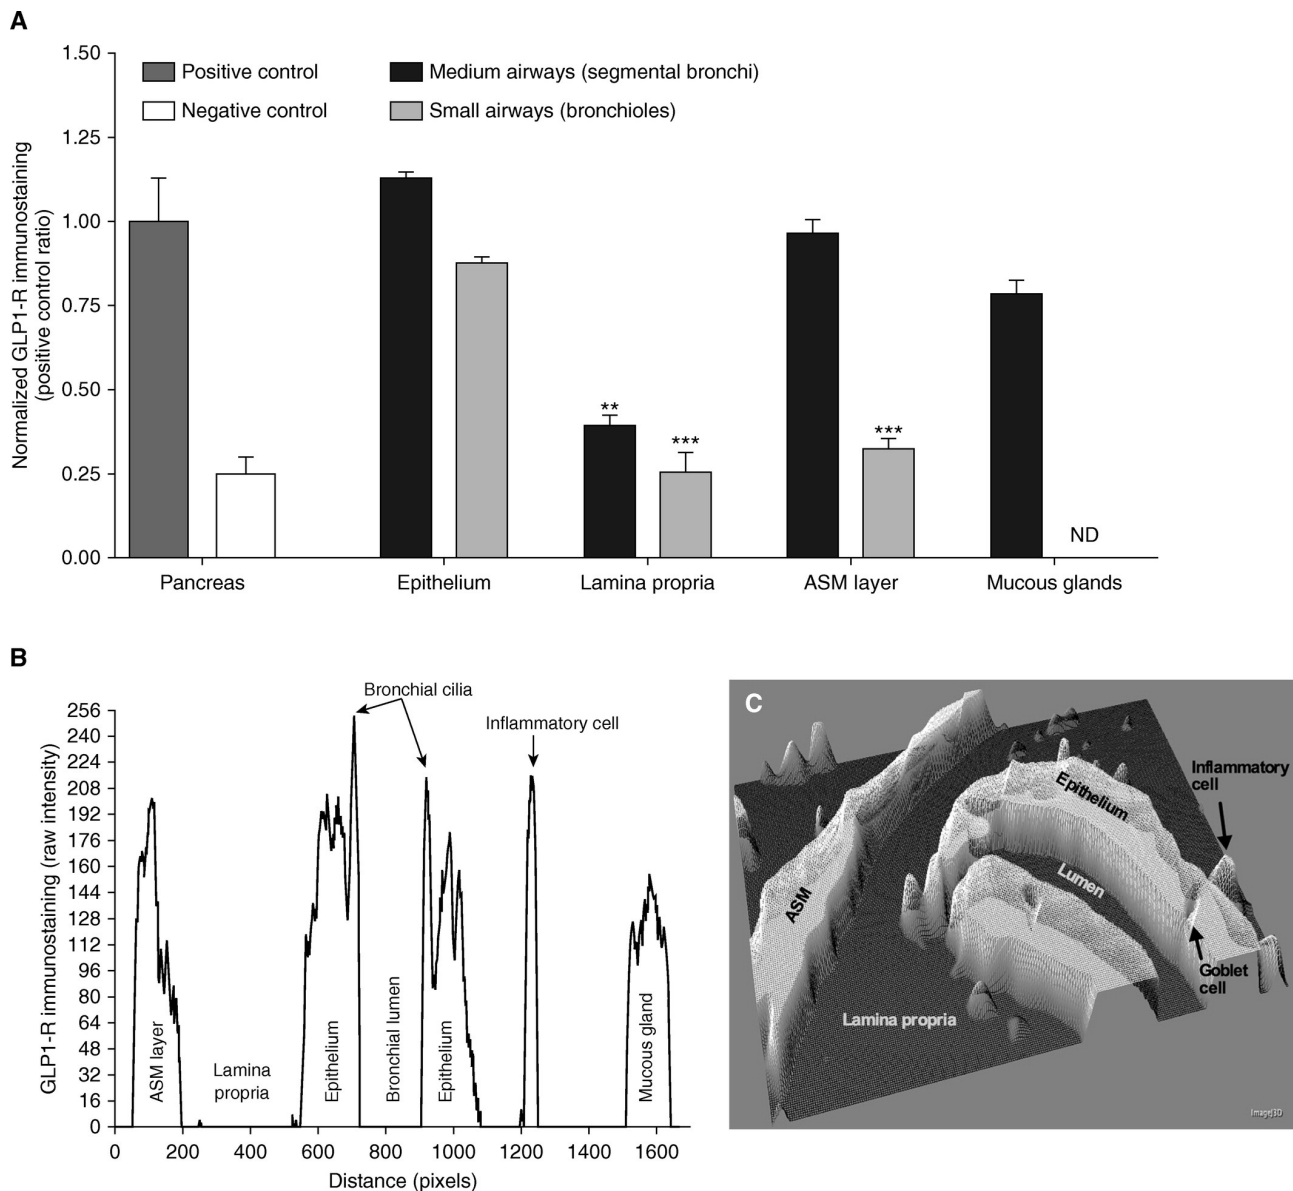 A
Normalized GLP1-R immunostaining
(positive control ratio)
1.50
1.25
1.00
0.75
0.50
0.25
0.00
Positive control
Negative control
Medium airways (segmental bronchi)
Small airways (bronchioles)
**
***
***
ND
Pancreas
Epithelium
Lamina propria
ASM layer
Mucous glands
B
GLP1-R immunostaining (raw intensity)
256
240
224
208
192
176
160
144
128
112
96
80
64
48
32
16
0
Bronchial cilia
Inflammatory cell
ASM layer
Lamina
propria
Epithelium
Bronchial lumen
Epithelium
Mucous gland
0
200
400
600
800
1000
1200
1400
1600
Distance (pixels)
C
Inflammatory
cell
Epithelium
Lumen
ASM
Goblet
cell
Lamina propria
ImageJ3D